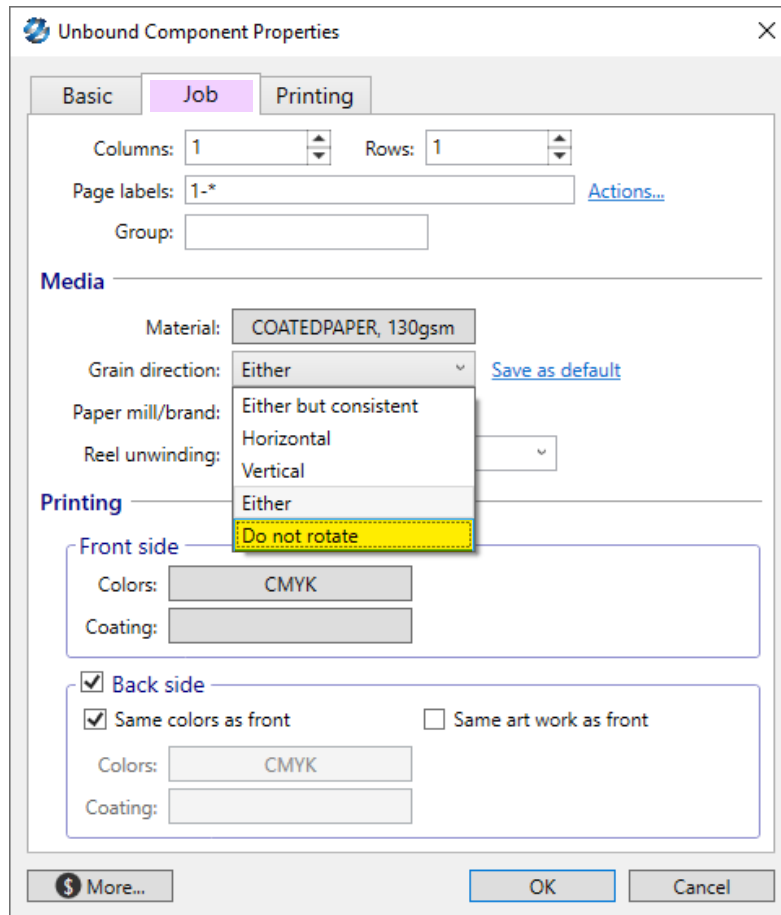 Unbound Component Properties
Basic Job Printing
Columns: 1 Rows: 1
Page labels: 1-* Actions...
Group:
Media
Material: COATEDPAPER, 130gsm
Grain direction: Either Save as default
Paper mill/brand: Either but consistent
Horizontal
Reel unwinding:
Vertical
Printing Either
Do not rotate
Front side
Colors: CMYK
Coating:
Back side
Same colors as front Same art work as front
Colors: CMYK
Coating:
$ More... OK Cancel